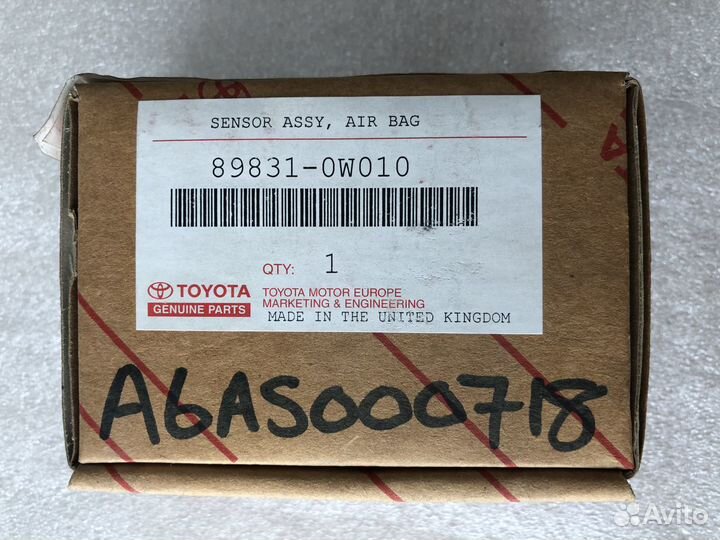 SENSOR ASSY, AIR BAG
89831-0W010
QTY: 1
TOYOTA
GENUINE PARTS
TOYOTA MOTOR EUROPE
MARKETING & ENGINEERING
MADE IN THE UNITED KINGDOM
A6AS000718
Avito